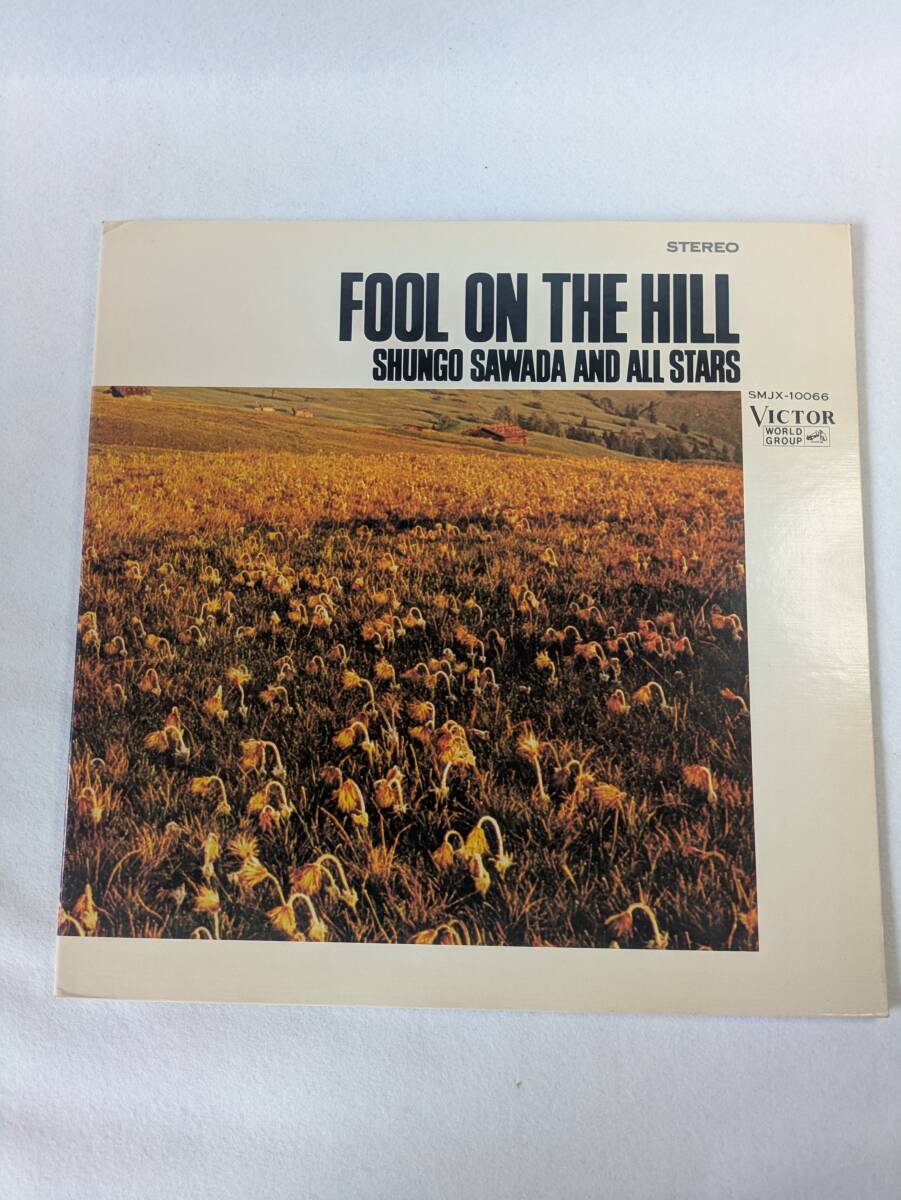 STEREO
FOOL ON THE HILL
SHUNGO SAWADA AND ALL STARS
SMJX-10066
VICTOR
WORLD
GROUP